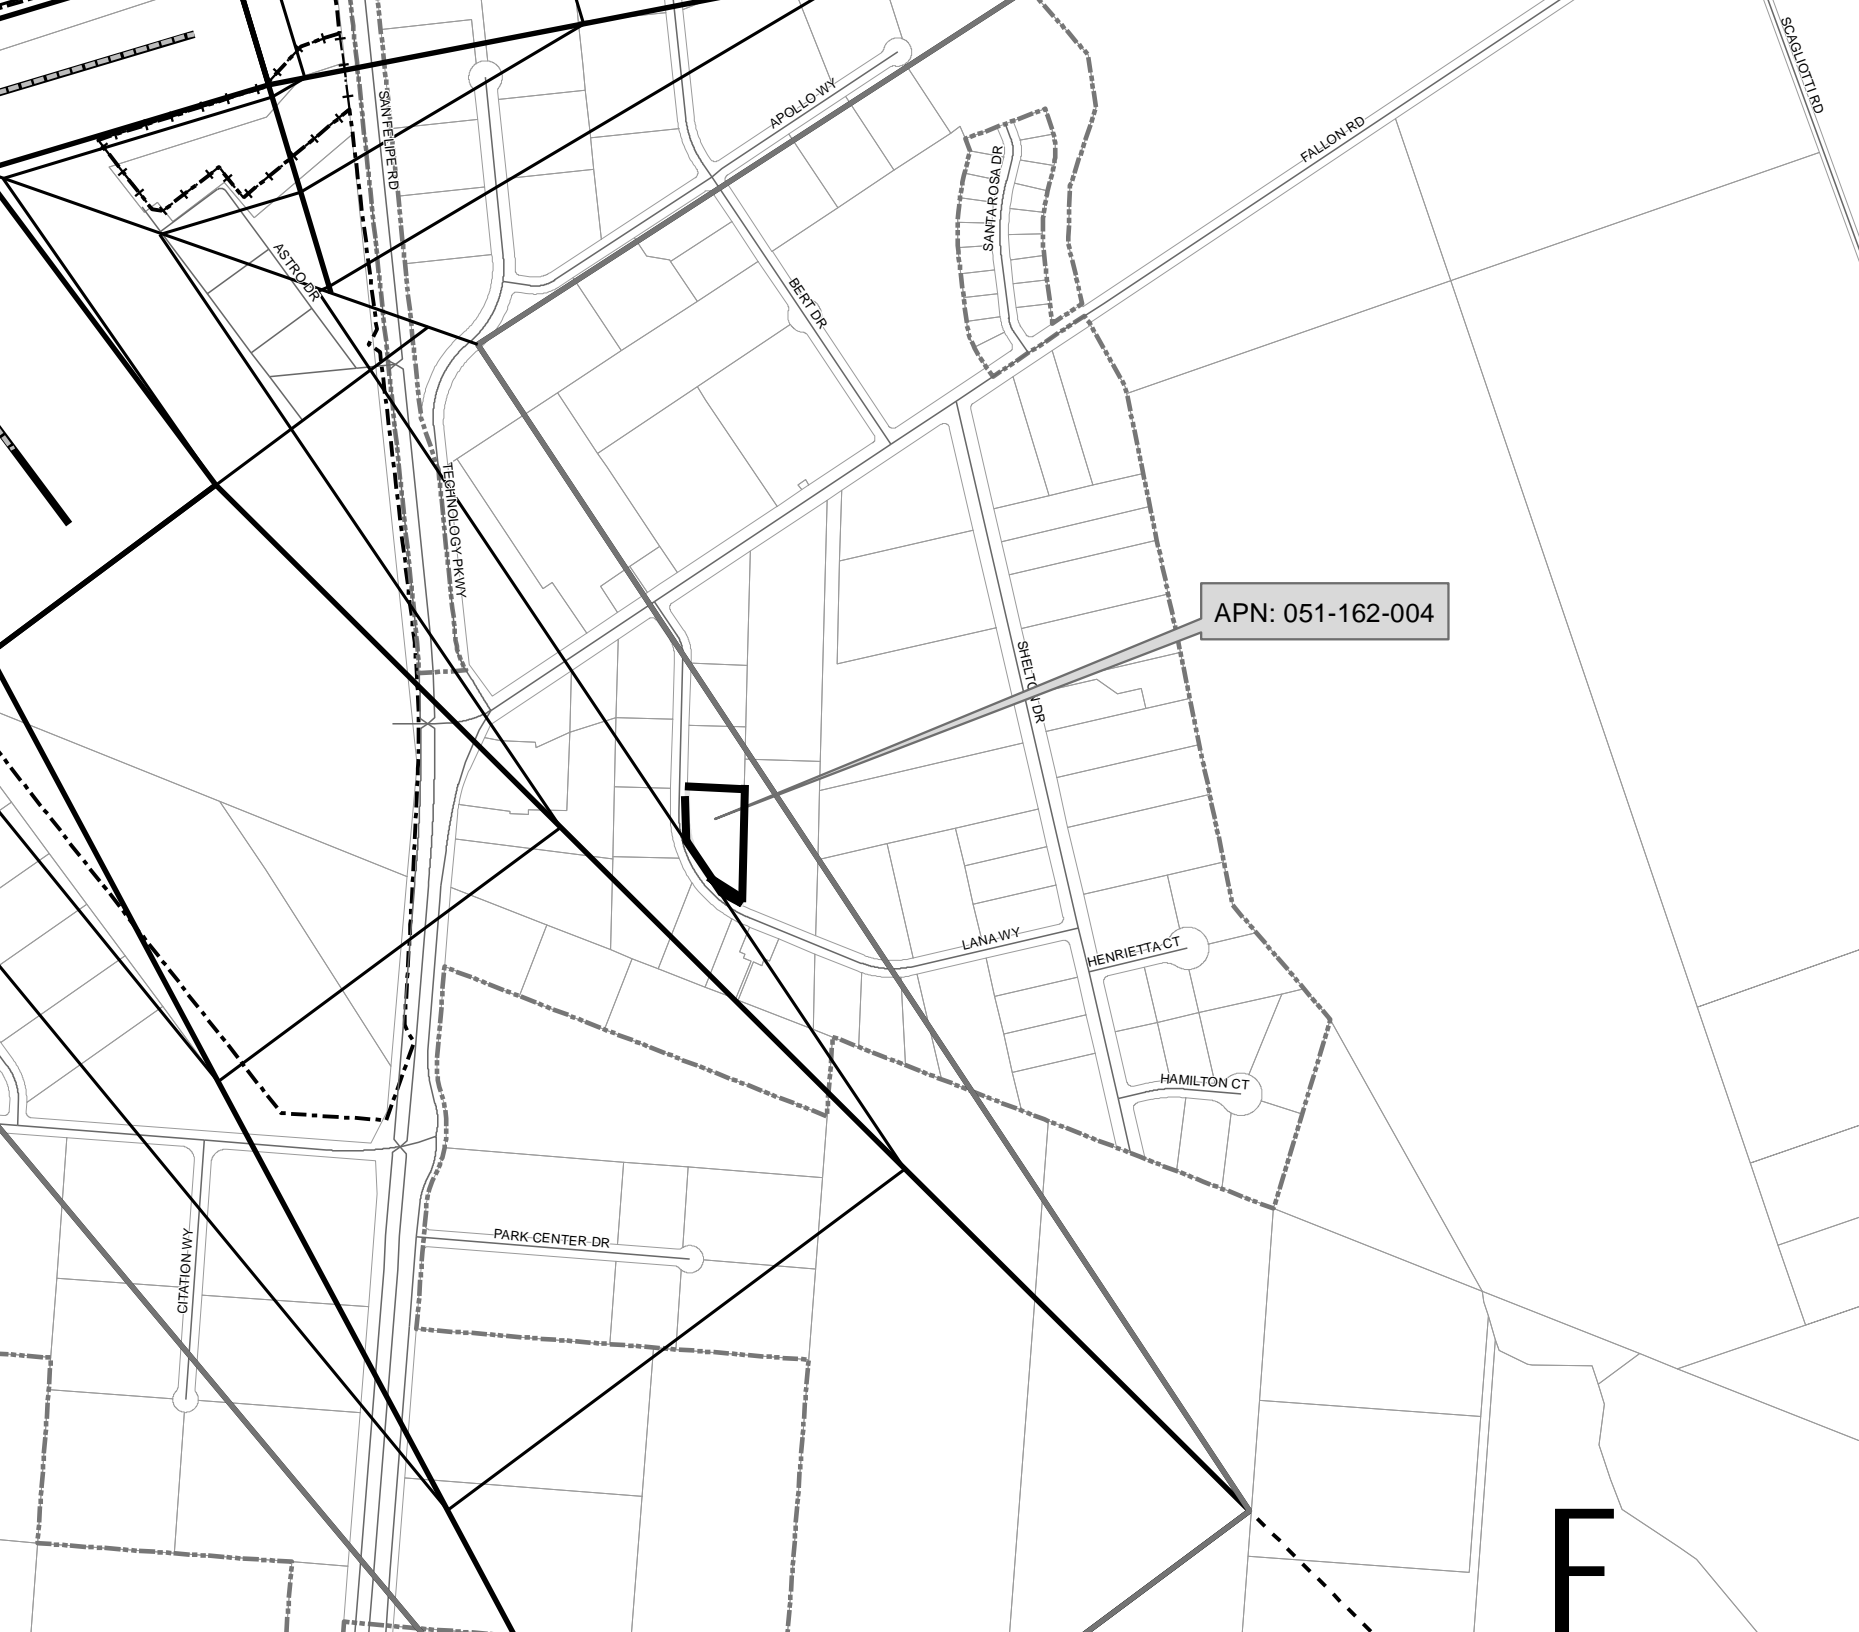 SCAGLIOTTI RD
SAN FELIPE RD
APOLLO WY
FALLON RD
SANTA ROSA DR
ASTRO DR
BERT DR
TECHNOLOGY PKWY
APN: 051-162-004
SHELTON DR
LANA WY
HENRIETTA CT
HAMILTON CT
PARK CENTER DR
CITATION WY
F